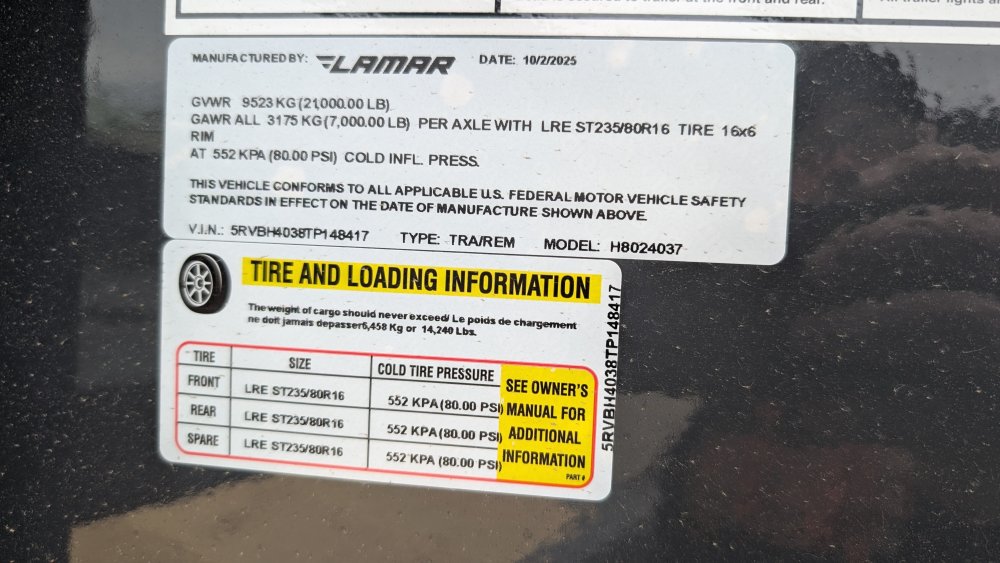 at the front and rear.
MANUFACTURED BY: LAMAR DATE: 10/2/2025
GVWR 9523 KG (21,000.00 LB)
GAWR ALL 3175 KG (7,000.00 LB) PER AXLE WITH LRE ST235/80R16 TIRE 16x6
RIM
AT 552 KPA (80.00 PSI) COLD INFL. PRESS.
THIS VEHICLE CONFORMS TO ALL APPLICABLE U.S. FEDERAL MOTOR VEHICLE SAFETY
STANDARDS IN EFFECT ON THE DATE OF MANUFACTURE SHOWN ABOVE.
V.I.N.: 5RVBH4038TP148417 TYPE: TRA/REM MODEL: H8024037
TIRE AND LOADING INFORMATION
The weight of cargo should never exceed/ Le poids de chargement
ne doit jamais depasser6,458 Kg or 14,240 Lbs.
TIRE SIZE COLD TIRE PRESSURE
FRONT LRE ST235/80R16 552 KPA (80.00 PSI)
REAR LRE ST235/80R16 552 KPA (80.00 PSI)
SPARE LRE ST235/80R16 552 KPA (80.00 PSI)
SEE OWNER'S
MANUAL FOR
ADDITIONAL
INFORMATION
PART #
5RVBH4038TP148417